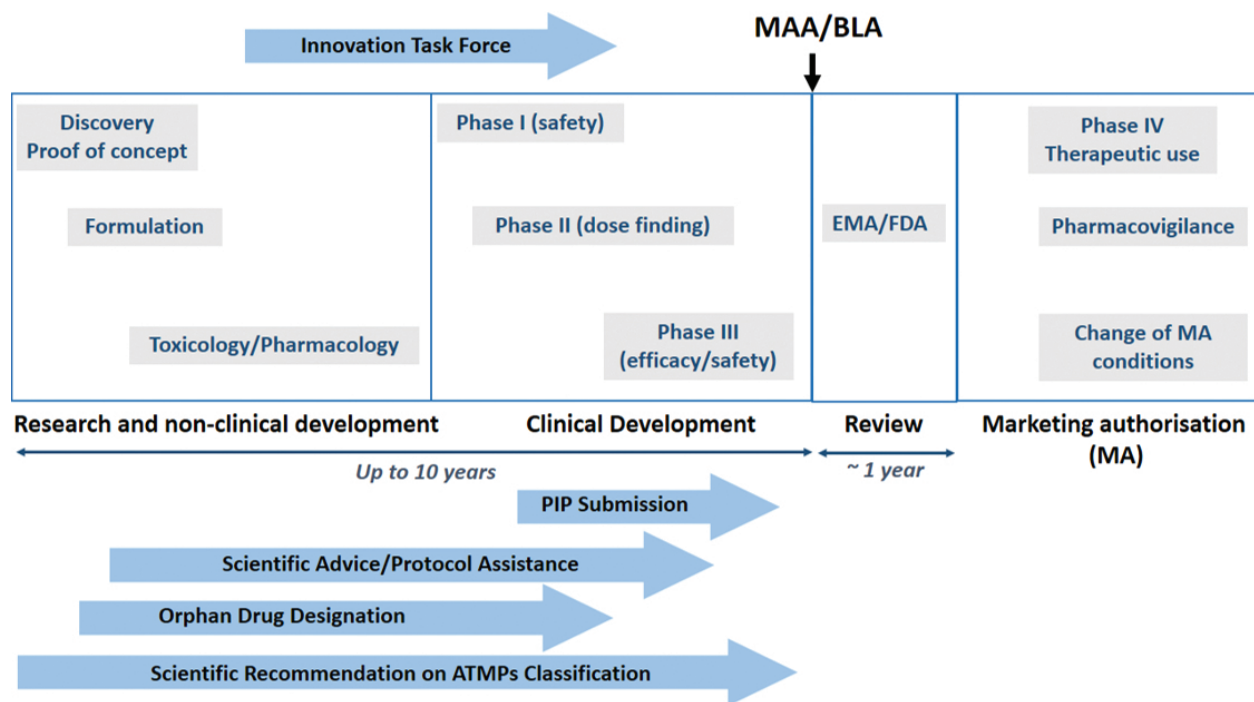 Innovation Task Force
MAA/BLA
Discovery
Proof of concept
Formulation
Toxicology/Pharmacology
Phase I (safety)
Phase II (dose finding)
Phase III
(efficacy/safety)
EMA/FDA
Phase IV
Therapeutic use
Pharmacovigilance
Change of MA
conditions
Research and non-clinical development
Clinical Development
Review
Marketing authorisation
(MA)
Up to 10 years
~ 1 year
PIP Submission
Scientific Advice/Protocol Assistance
Orphan Drug Designation
Scientific Recommendation on ATMPs Classification